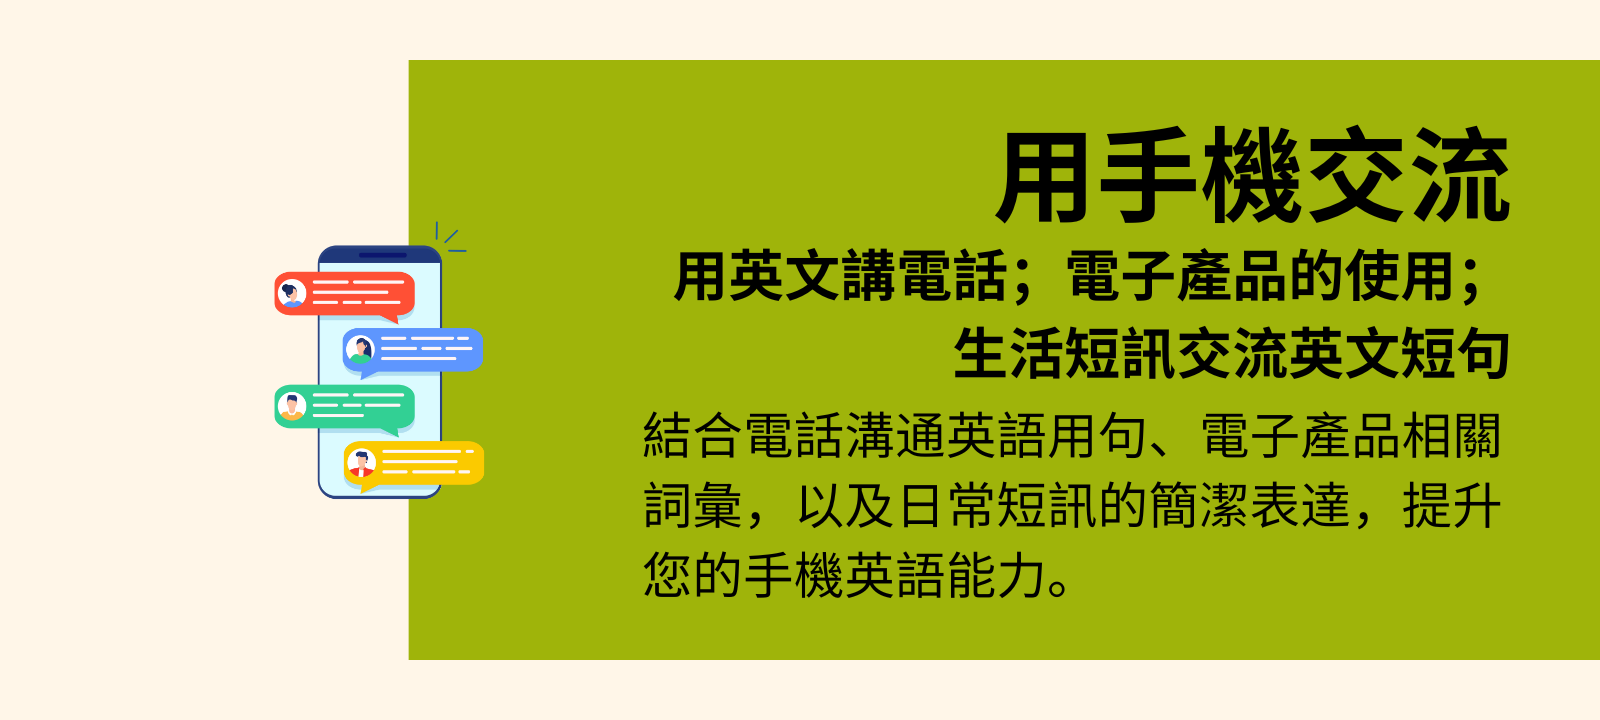 用手機交流
用英文講電話；電子產品的使用；
生活短訊交流英文短句
結合電話溝通英語用句、電子產品相關
詞彙，以及日常短訊的簡潔表達，提升
您的手機英語能力。